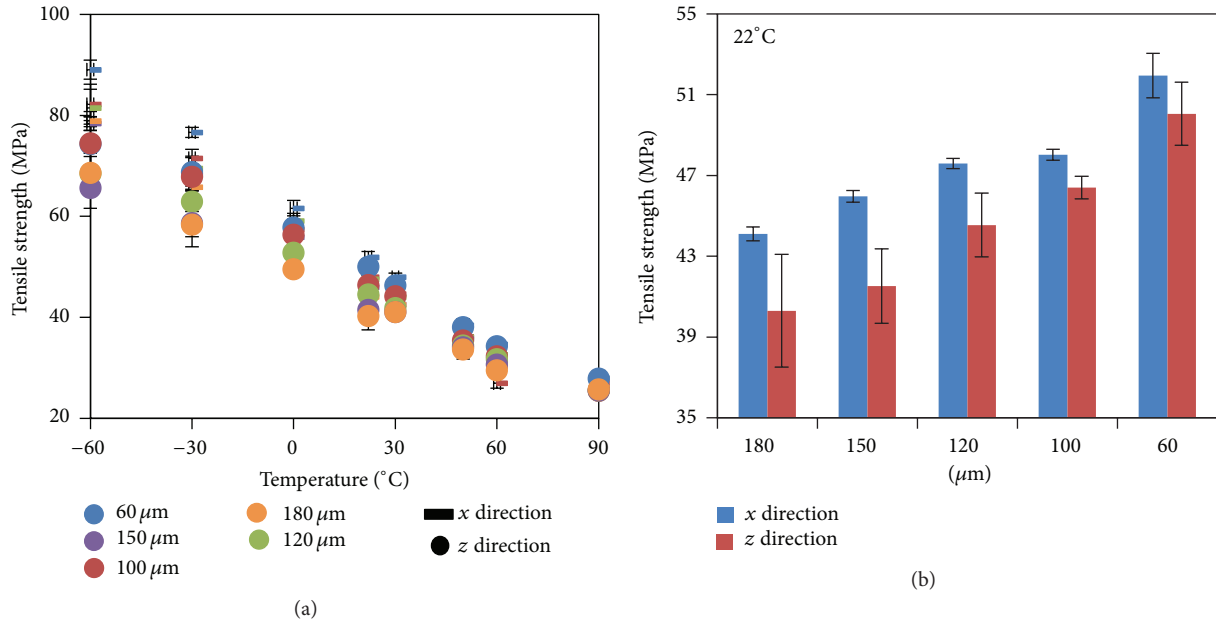 100
80
60
40
20
Tensile strength (MPa)
−60
−30
0
30
60
90
Temperature (°C)
60 μm
150 μm
100 μm
180 μm
120 μm
x direction
z direction
(a)
22°C
55
51
47
43
39
35
Tensile strength (MPa)
180
150
120
100
60
(μm)
x direction
z direction
(b)